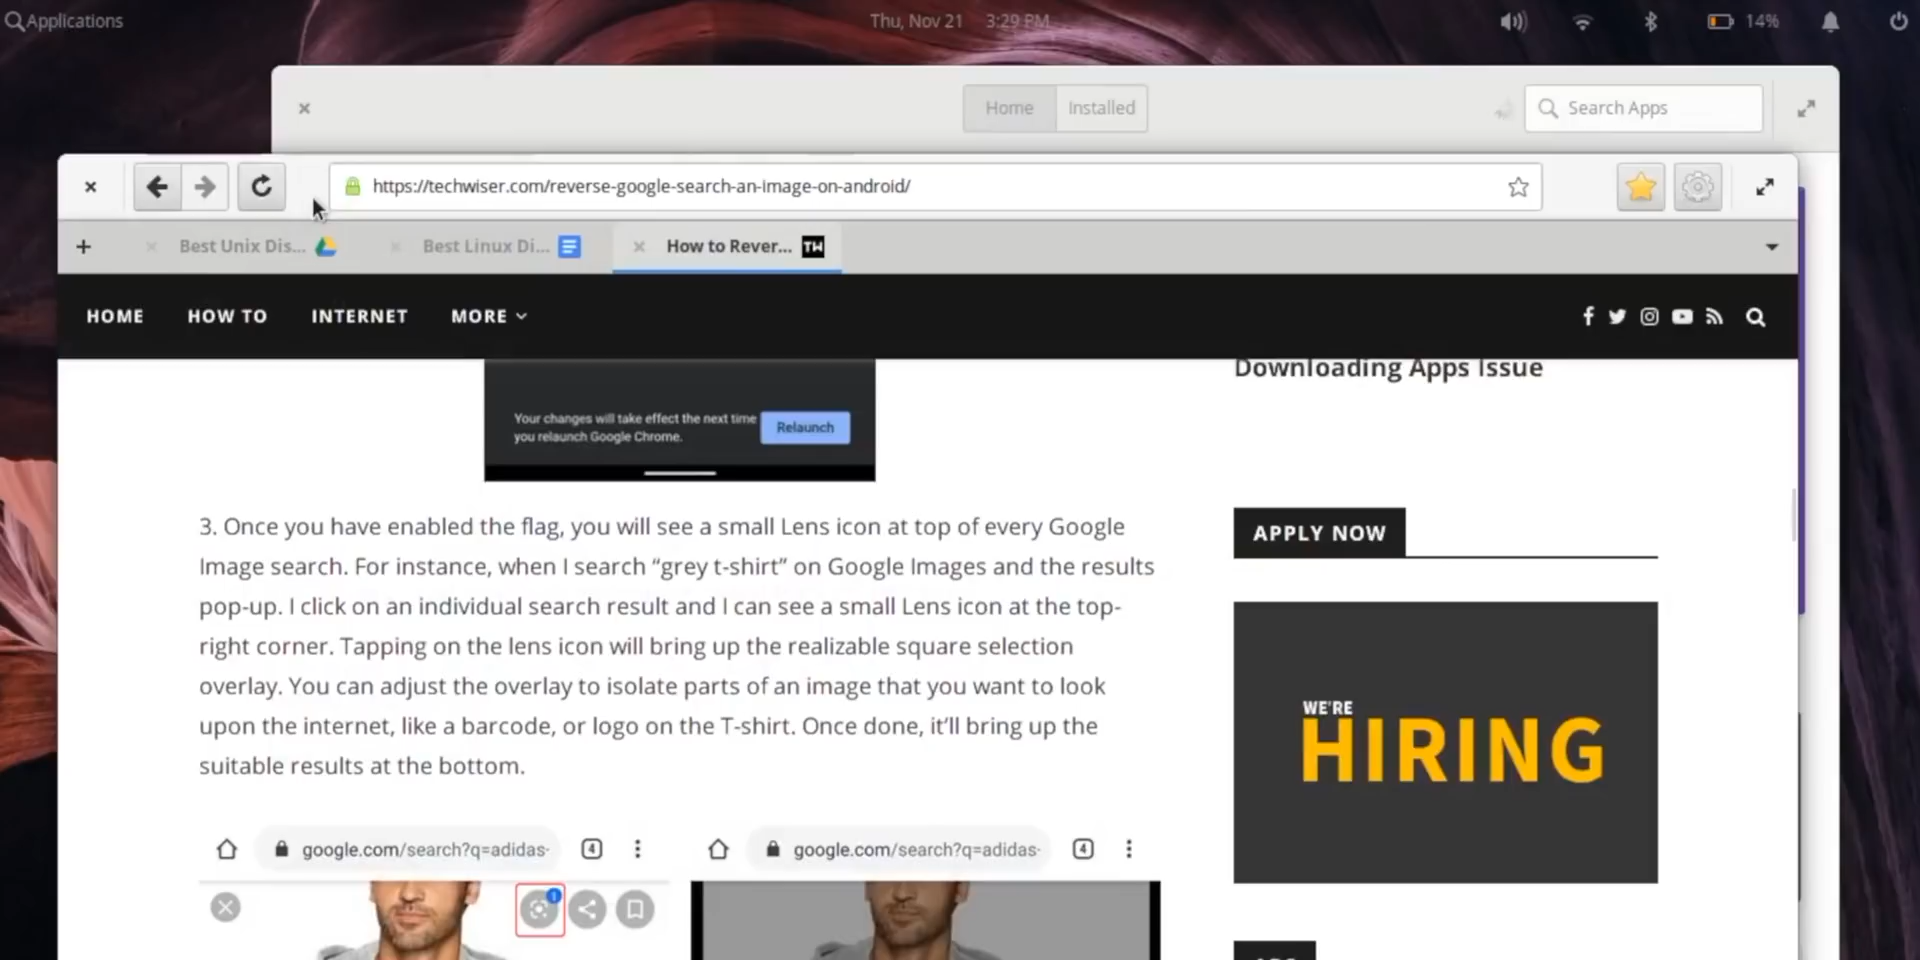 Applications
Thu, Nov 21 3:29 PM
14%
Home Installed
Search Apps
https://techwiser.com/reverse-google-search-an-image-on-android/
Best Unix Dis...
Best Linux Di...
How to Rever... TW
HOME HOW TO INTERNET MORE
Downloading Apps Issue
Your changes will take effect the next time
you relaunch Google Chrome.
Relaunch
3. Once you have enabled the flag, you will see a small Lens icon at top of every Google
Image search. For instance, when I search “grey t-shirt” on Google Images and the results
pop-up. I click on an individual search result and I can see a small Lens icon at the top-
right corner. Tapping on the lens icon will bring up the realizable square selection
overlay. You can adjust the overlay to isolate parts of an image that you want to look
upon the internet, like a barcode, or logo on the T-shirt. Once done, it’ll bring up the
suitable results at the bottom.
APPLY NOW
WE'RE
HIRING
google.com/search?q=adidas- 4
google.com/search?q=adidas- 4
1